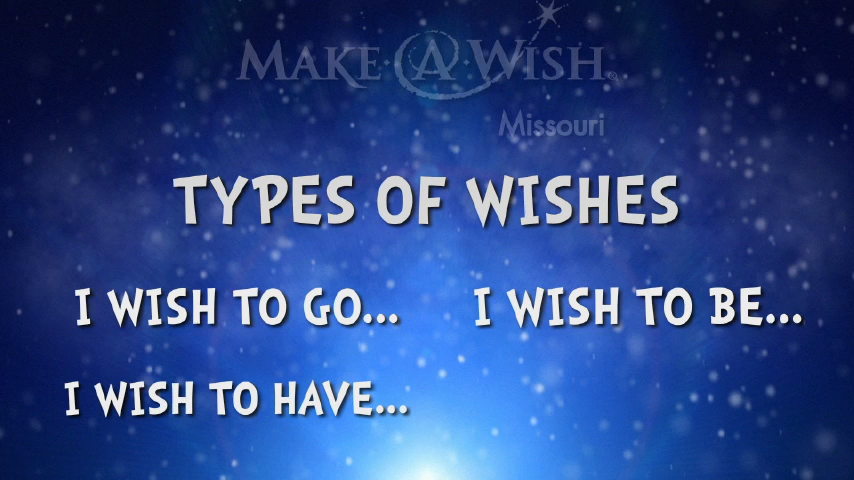 MAKE·A·WISH®
Missouri
TYPES OF WISHES
I WISH TO GO... I WISH TO BE...
I WISH TO HAVE...